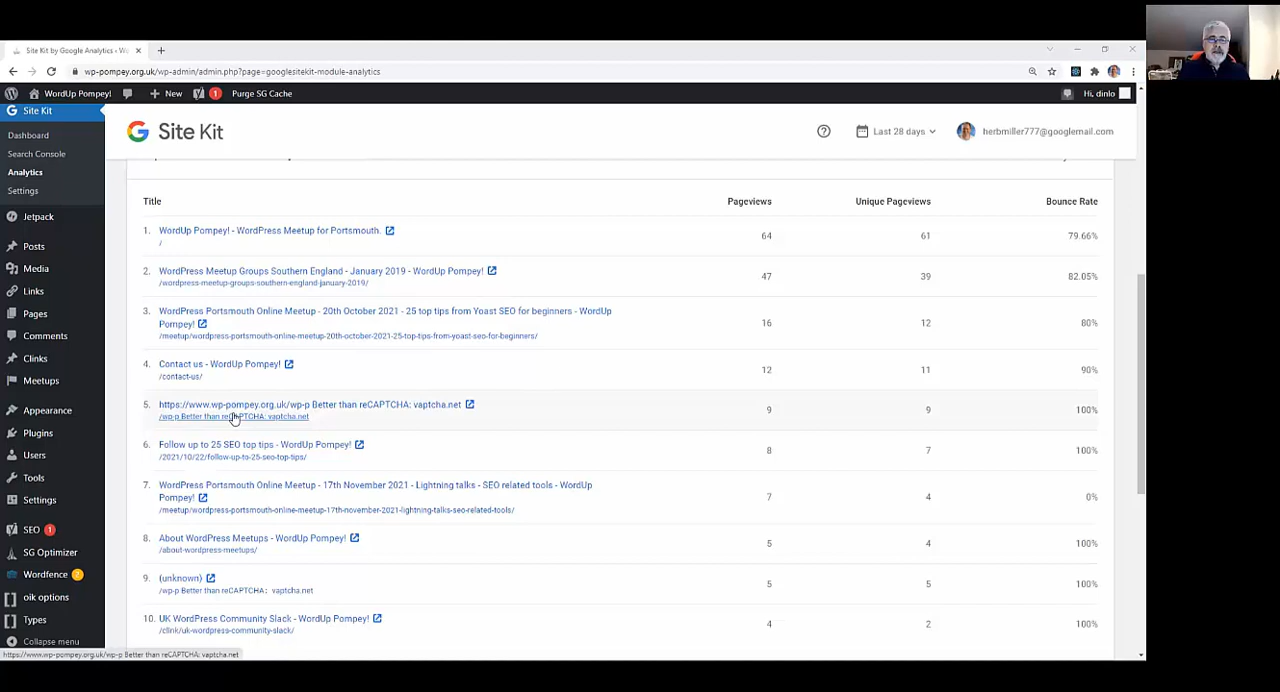 Site Kit by Google Analytics ‹ Wo
wp-pompey.org.uk/wp-admin/admin.php?page=googlesitekit-module-analytics
WordUp Pompey!
New
1
Purge SG Cache
Hi, dinlo
Site Kit
Dashboard
Search Console
Analytics
Settings
Jetpack
Posts
Media
Links
Pages
Comments
Clinks
Meetups
Appearance
Plugins
Users
Tools
Settings
SEO 1
SG Optimizer
Wordfence 7
oik options
Types
Collapse menu
Site Kit
Last 28 days
herbmiller777@googlemail.com
Title Pageviews Unique Pageviews Bounce Rate
1. WordUp Pompey! - WordPress Meetup for Portsmouth.
/
64 61 79.66%
2. WordPress Meetup Groups Southern England - January 2019 - WordUp Pompey!
/wordpress-meetup-groups-southern-england-january-2019/
47 39 82.05%
3. WordPress Portsmouth Online Meetup - 20th October 2021 - 25 top tips from Yoast SEO for beginners - WordUp
Pompey!
/meetup/wordpress-portsmouth-online-meetup-20th-october-2021-25-top-tips-from-yoast-seo-for-beginners/
16 12 80%
4. Contact us - WordUp Pompey!
/contact-us/
12 11 90%
5. https://www.wp-pompey.org.uk/wp-p Better than reCAPTCHA: vaptcha.net
/wp-p Better than reCAPTCHA: vaptcha.net
9 9 100%
6. Follow up to 25 SEO top tips - WordUp Pompey!
/2021/10/22/follow-up-to-25-seo-top-tips/
8 7 100%
7. WordPress Portsmouth Online Meetup - 17th November 2021 - Lightning talks - SEO related tools - WordUp
Pompey!
/meetup/wordpress-portsmouth-online-meetup-17th-november-2021-lightning-talks-seo-related-tools/
7 4 0%
8. About WordPress Meetups - WordUp Pompey!
/about-wordpress-meetups/
5 4 100%
9. (unknown)
/wp-p Better than reCAPTCHA：vaptcha.net
5 5 100%
10. UK WordPress Community Slack - WordUp Pompey!
/clink/uk-wordpress-community-slack/
4 2 100%
https://www.wp-pompey.org.uk/wp-p Better than reCAPTCHA: vaptcha.net